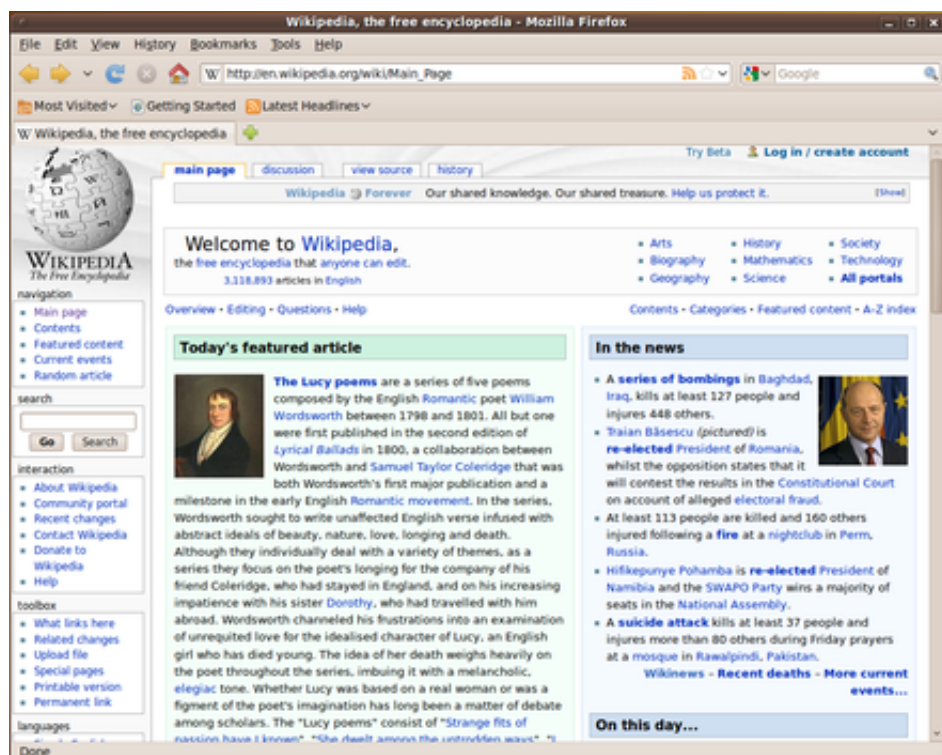 Wikipedia, the free encyclopedia - Mozilla Firefox
File Edit View History Bookmarks Tools Help
http://en.wikipedia.org/wiki/Main_Page
Google
Most Visited Getting Started Latest Headlines
Wikipedia, the free encyclopedia
Try Beta Log in / create account
main page discussion view source history
Wikipedia Forever Our shared knowledge. Our shared treasure. Help us protect it. [Show]
WIKIPEDIA
The Free Encyclopedia
navigation
Main page
Contents
Featured content
Current events
Random article
search
Go Search
interaction
About Wikipedia
Community portal
Recent changes
Contact Wikipedia
Donate to
Wikipedia
Help
toolbox
What links here
Related changes
Upload file
Special pages
Printable version
Permanent link
languages
Welcome to Wikipedia,
the free encyclopedia that anyone can edit.
3,118,893 articles in English
Arts History Society
Biography Mathematics Technology
Geography Science All portals
Overview · Editing · Questions · Help
Contents · Categories · Featured content · A–Z index
Today's featured article
The Lucy poems are a series of five poems
composed by the English Romantic poet William
Wordsworth between 1798 and 1801. All but one
were first published in the second edition of
Lyrical Ballads in 1800, a collaboration between
Wordsworth and Samuel Taylor Coleridge that was
both Wordsworth's first major publication and a
milestone in the early English Romantic movement. In the series,
Wordsworth sought to write unaffected English verse infused with
abstract ideals of beauty, nature, love, longing and death.
Although they individually deal with a variety of themes, as a
series they focus on the poet's longing for the company of his
friend Coleridge, who had stayed in England, and on his increasing
impatience with his sister Dorothy, who had travelled with him
abroad. Wordsworth channeled his frustrations into an examination
of unrequited love for the idealised character of Lucy, an English
girl who has died young. The idea of her death weighs heavily on
the poet throughout the series, imbuing it with a melancholic,
elegiac tone. Whether Lucy was based on a real woman or was a
figment of the poet's imagination has long been a matter of debate
among scholars. The "Lucy poems" consist of "Strange fits of
passion have I known", "She dwelt among the untrodden ways", "I
In the news
A series of bombings in Baghdad,
Iraq, kills at least 127 people and
injures 448 others.
Traian Băsescu (pictured) is
re-elected President of Romania,
whilst the opposition states that it
will contest the results in the Constitutional Court
on account of alleged electoral fraud.
At least 113 people are killed and 160 others
injured following a fire at a nightclub in Perm,
Russia.
Hifikepunye Pohamba is re-elected President of
Namibia and the SWAPO Party wins a majority of
seats in the National Assembly.
A suicide attack kills at least 37 people and
injures more than 80 others during Friday prayers
at a mosque in Rawalpindi, Pakistan.
Wikinews – Recent deaths – More current
events...
On this day...
Done